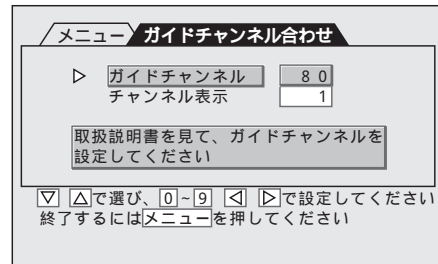 メニュー ガイドチャンネル合わせ
▷ ガイドチャンネル 80
チャンネル表示 1
取扱説明書を見て、ガイドチャンネルを
設定してください
▽ △で選び、0~9 ◁ ▷で設定してください
終了するにはメニューを押してください